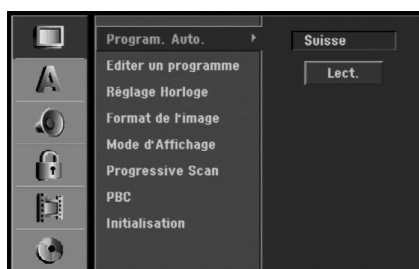 Program. Auto.
Suisse
Editer un programme
Lect.
Réglage Horloge
Format de l'image
Mode d'Affichage
Progressive Scan
PBC
Initialisation